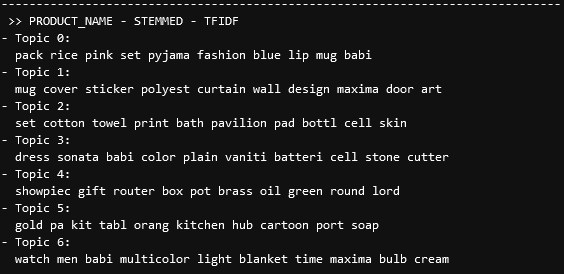 --------------------------------------------------------------------------------
>> PRODUCT_NAME - STEMMED - TFIDF
- Topic 0:
pack rice pink set pyjama fashion blue lip mug babi
- Topic 1:
mug cover sticker polyest curtain wall design maxima door art
- Topic 2:
set cotton towel print bath pavilion pad bottl cell skin
- Topic 3:
dress sonata babi color plain vaniti batteri cell stone cutter
- Topic 4:
showpiec gift router box pot brass oil green round lord
- Topic 5:
gold pa kit tabl orang kitchen hub cartoon port soap
- Topic 6:
watch men babi multicolor light blanket time maxima bulb cream